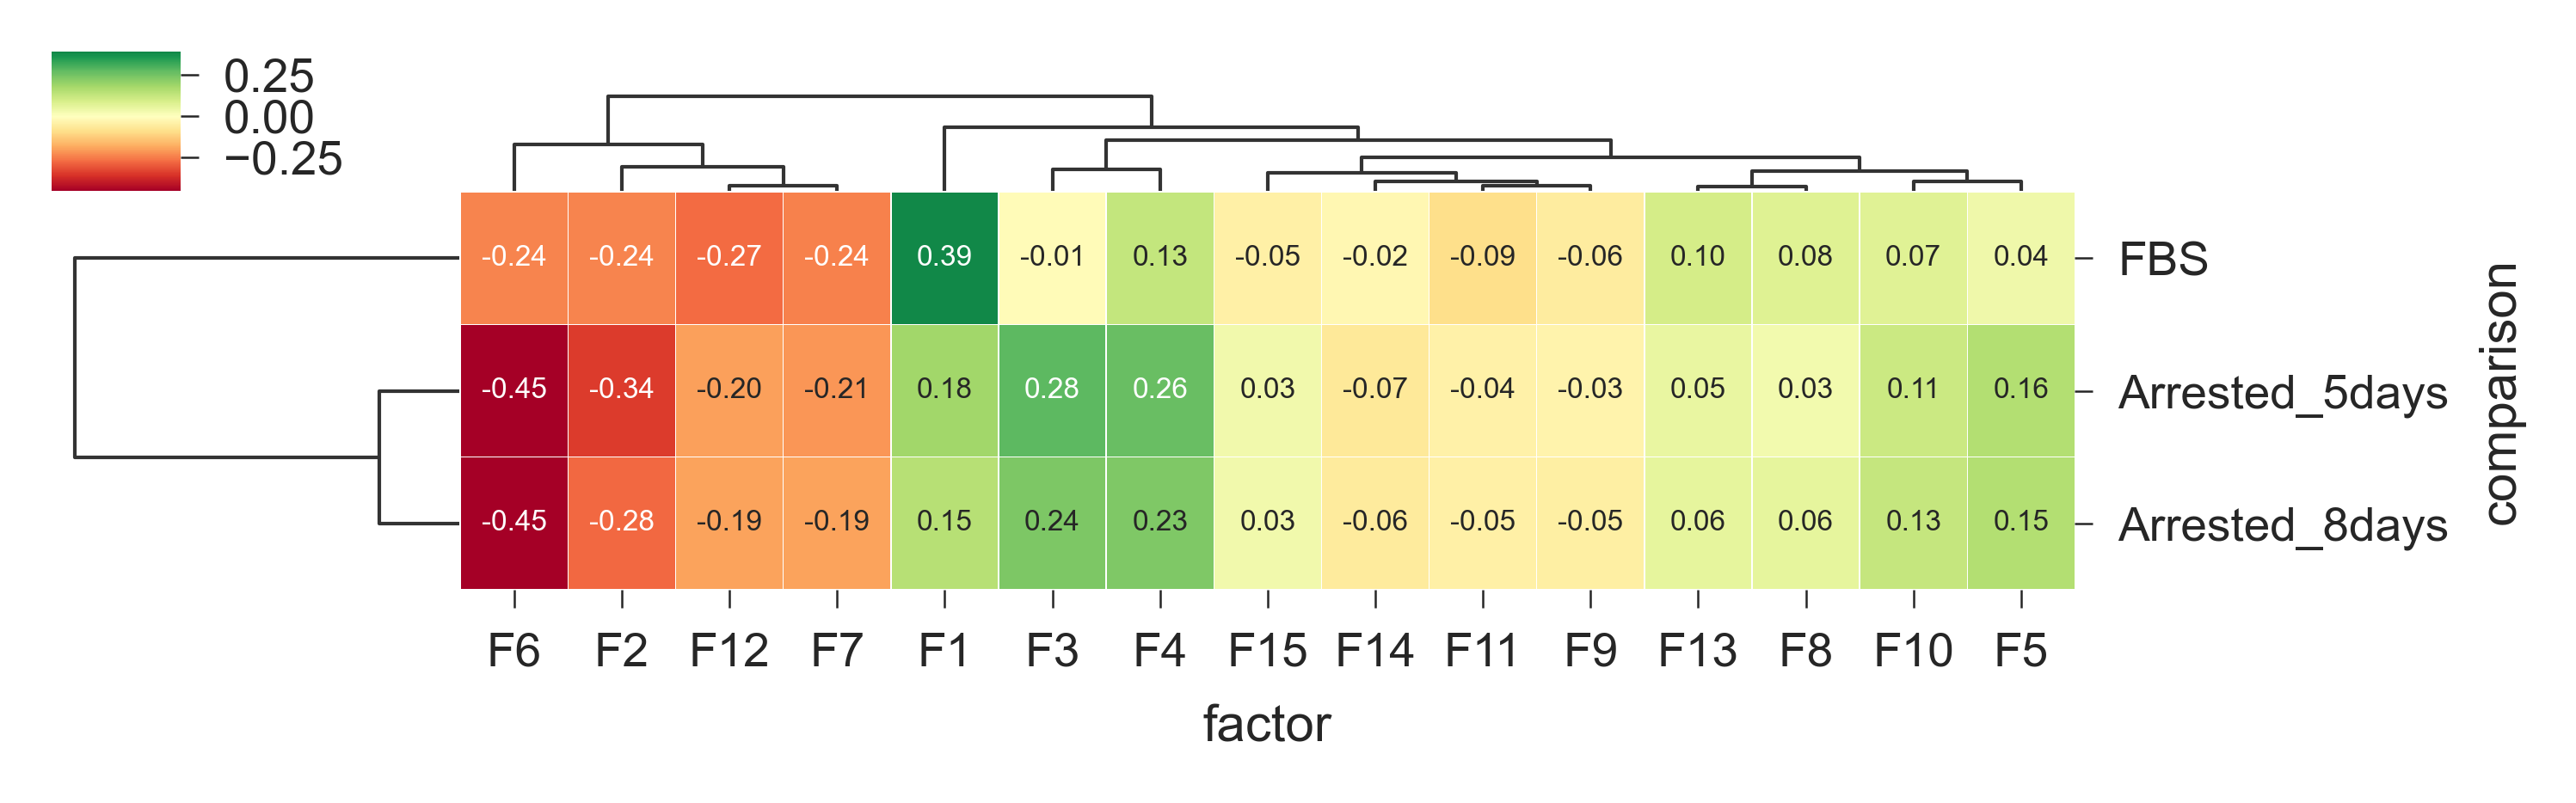 0.25
0.00
−0.25
-0.24 -0.24 -0.27 -0.24 0.39 -0.01 0.13 -0.05 -0.02 -0.09 -0.06 0.10 0.08 0.07 0.04 FBS
-0.45 -0.34 -0.20 -0.21 0.18 0.28 0.26 0.03 -0.07 -0.04 -0.03 0.05 0.03 0.11 0.16 Arrested_5days
-0.45 -0.28 -0.19 -0.19 0.15 0.24 0.23 0.03 -0.06 -0.05 -0.05 0.06 0.06 0.13 0.15 Arrested_8days
comparison
F6 F2 F12 F7 F1 F3 F4 F15 F14 F11 F9 F13 F8 F10 F5
factor